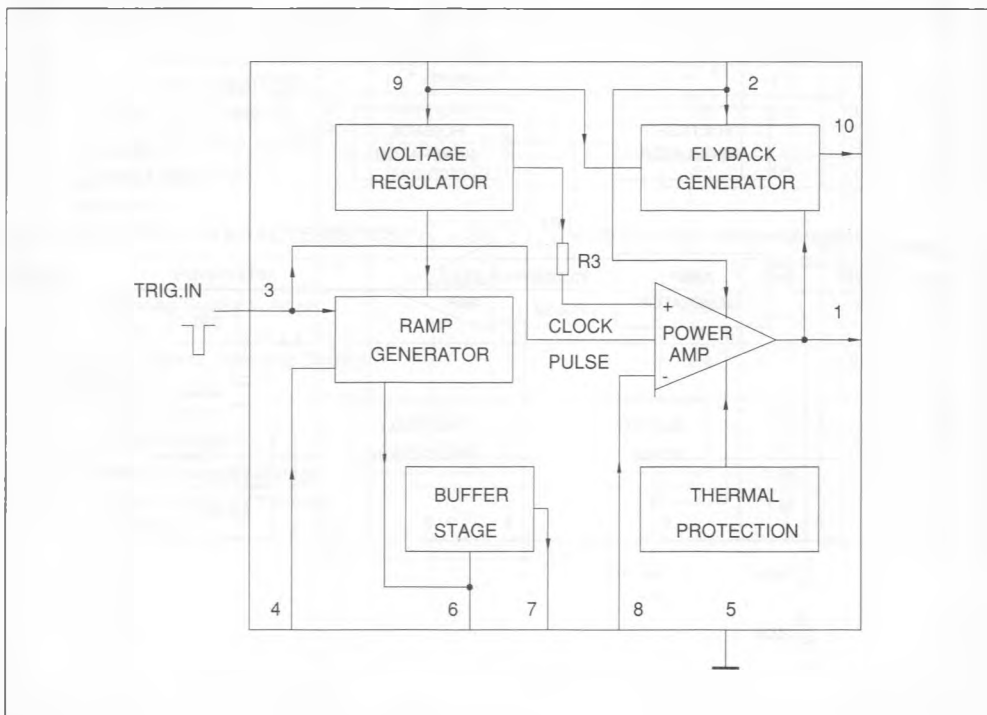 9
2
10
VOLTAGE
REGULATOR
FLYBACK
GENERATOR
R3
TRIG.IN
3
RAMP
GENERATOR
CLOCK
PULSE
+
POWER
AMP
-
1
BUFFER
STAGE
THERMAL
PROTECTION
4
6
7
8
5